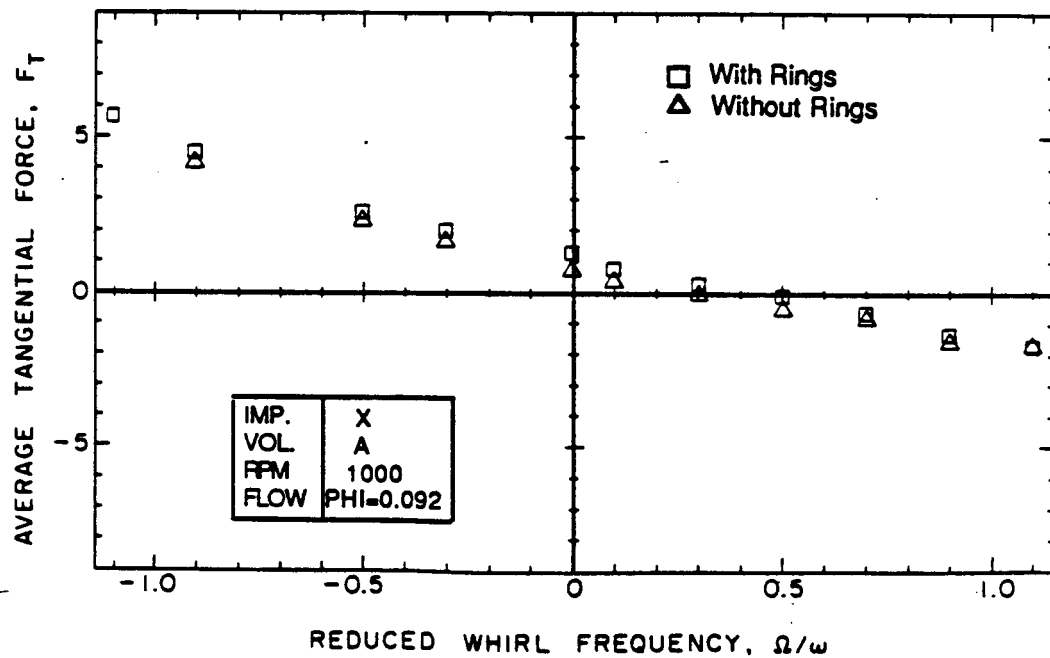 AVERAGE TANGENTIAL FORCE, F_T
5
0
-5
□ With Rings
△ Without Rings
IMP. X
VOL. A
RPM 1000
FLOW PHI=0.092
-1.0 -0.5 0 0.5 1.0
REDUCED WHIRL FREQUENCY, Ω/ω